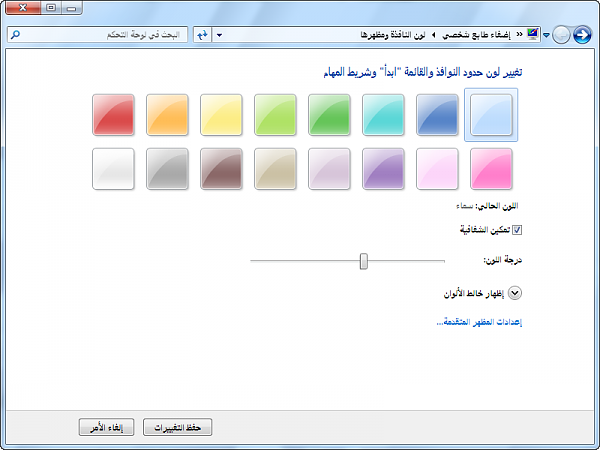 إضفاء طابع شخصي ◂ لون النافذة ومظهرها
البحث في لوحة التحكم
تغيير لون حدود النوافذ والقائمة "ابدأ" وشريط المهام
اللون الحالي: سماء
تمكين الشفافية
درجة اللون:
إظهار خالط الألوان
إعدادات المظهر المتقدمة...
حفظ التغييرات
إلغاء الأمر